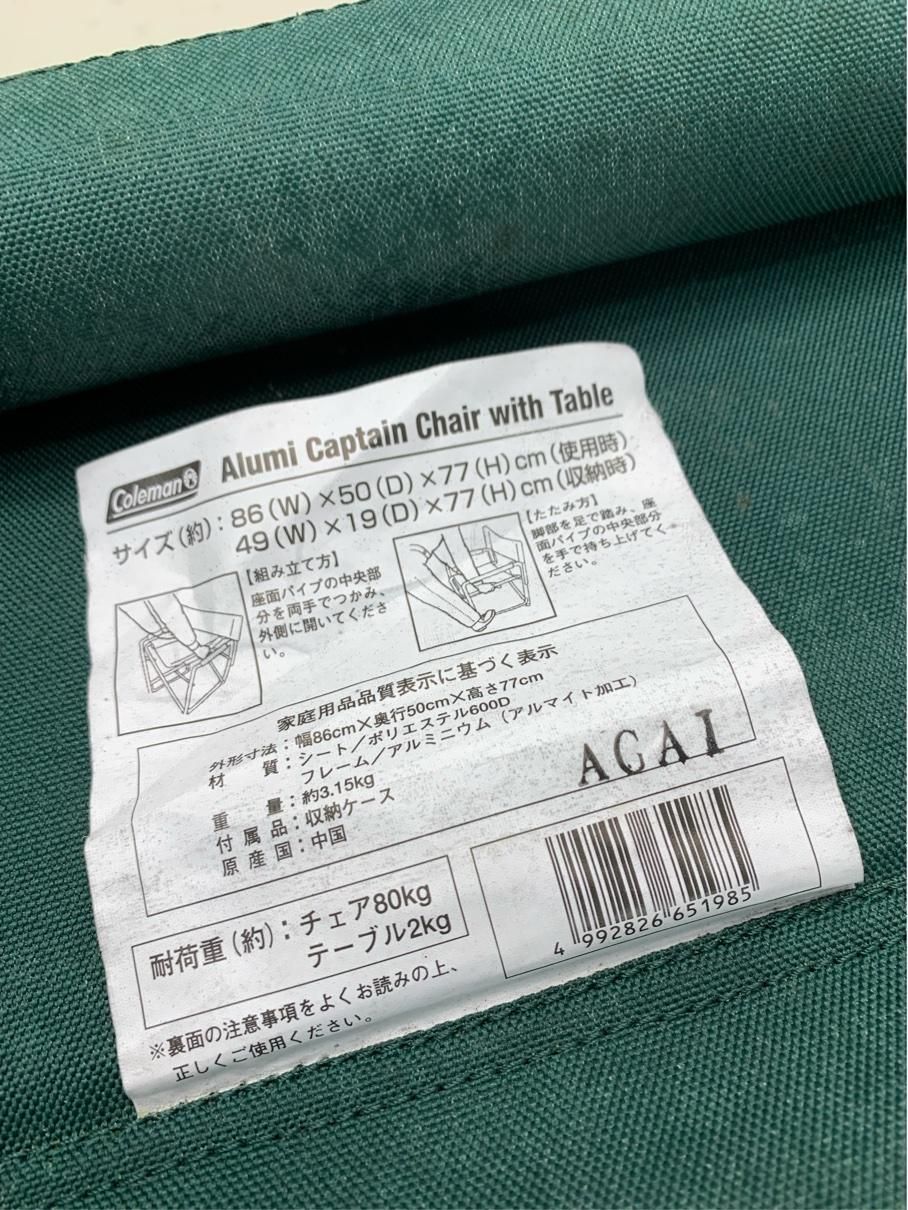 Coleman
Alumi Captain Chair with Table
サイズ(約):86(W)×50(D)×77(H)cm(使用時)
49(W)×19(D)×77(H)cm(収納時)
【組み立て方】
座面パイプの中央部
分を両手でつかみ、
外側に開いてくださ
い。
【たたみ方】
脚部を足で踏み、座
面パイプの中央部分
を手で持ち上げてく
ださい。
家庭用品品質表示に基づく表示
外形寸法:幅86cm×奥行50cm×高さ77cm
材質:シート/ポリエステル600D
フレーム/アルミニウム(アルマイト加工)
重量:約3.15kg
付属品:収納ケース
原産国:中国
AGAI
耐荷重(約):チェア80kg
テーブル2kg
4 992826 651985
※裏面の注意事項をよくお読みの上、
正しくご使用ください。